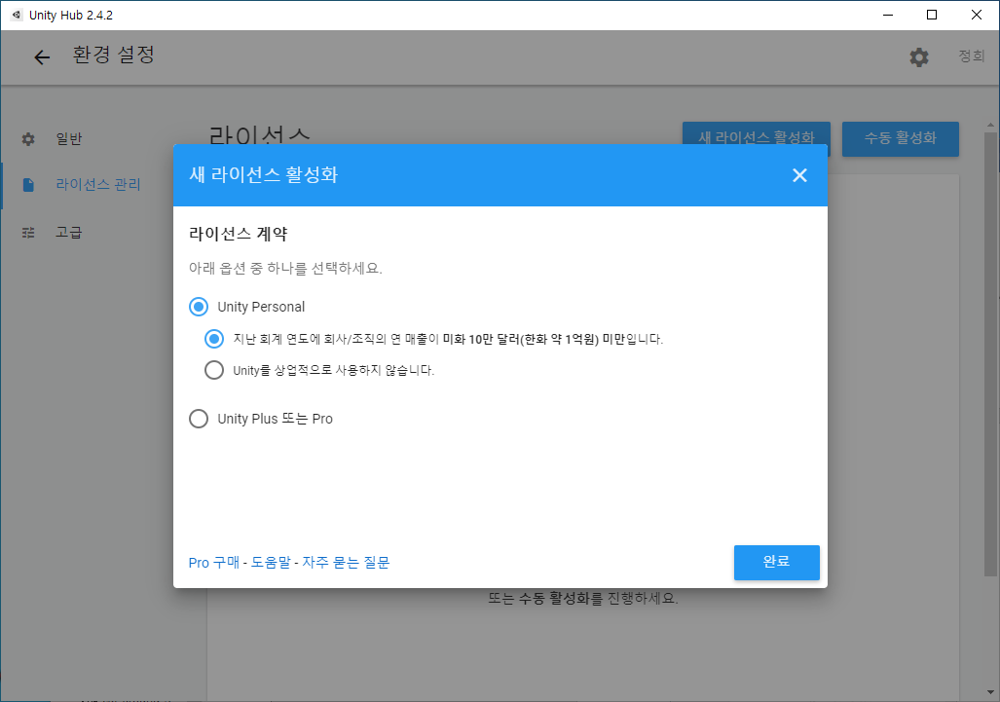 Unity Hub 2.4.2
환경 설정
정희
일반
라이선스 관리
고급
라이선스
새 라이선스 활성화
수동 활성화
새 라이선스 활성화
라이선스 계약
아래 옵션 중 하나를 선택하세요.
Unity Personal
지난 회계 연도에 회사/조직의 연 매출이 미화 10만 달러(한화 약 1억원) 미만입니다.
Unity를 상업적으로 사용하지 않습니다.
Unity Plus 또는 Pro
Pro 구매 - 도움말 - 자주 묻는 질문
완료
또는 수동 활성화를 진행하세요.